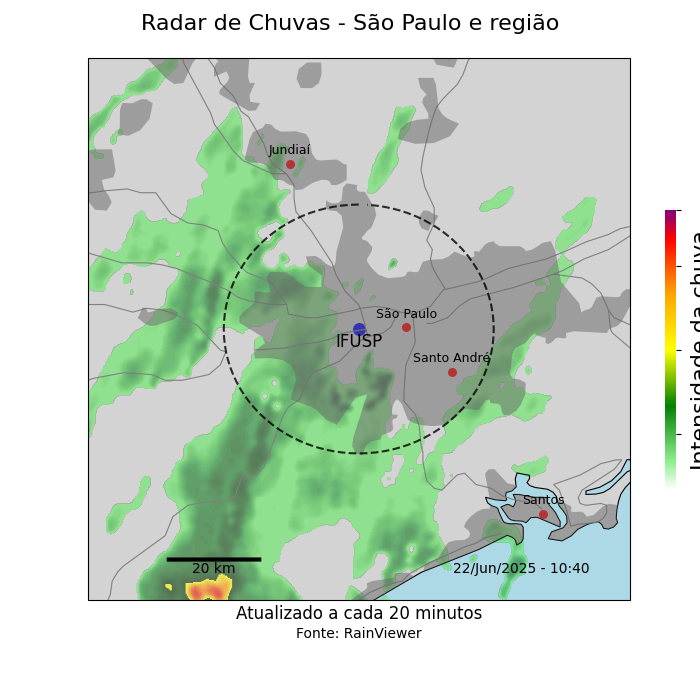 Radar de Chuvas - São Paulo e região
Jundiaí
São Paulo
IFUSP
Santo André
Santos
20 km
22/Jun/2025 - 10:40
Intensidade da chuva
Atualizado a cada 20 minutos
Fonte: RainViewer